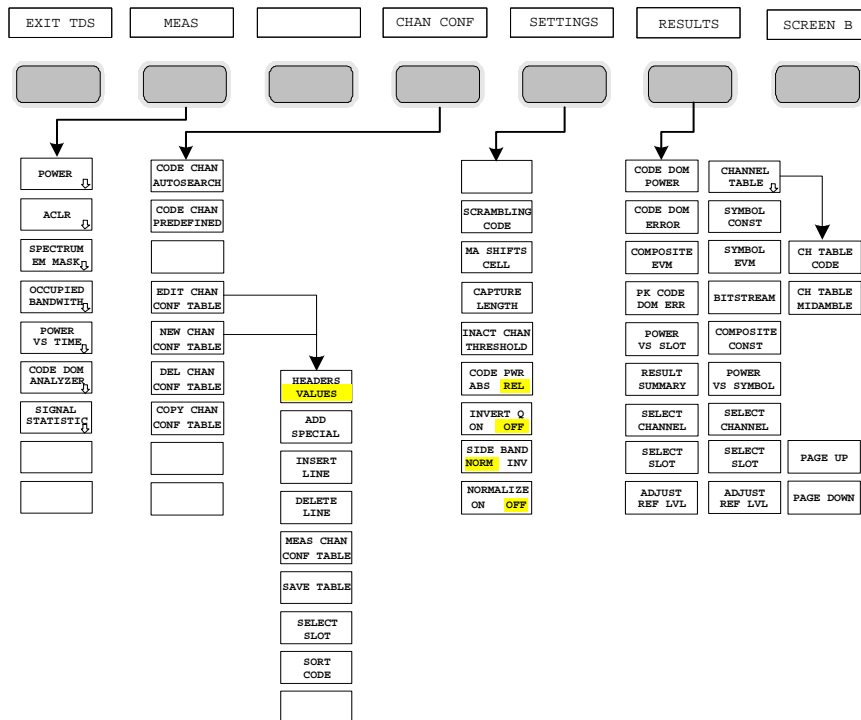 EXIT TDS
MEAS
CHAN CONF
SETTINGS
RESULTS
SCREEN B
POWER
ACLR
SPECTRUM
EM MASK
OCCUPIED
BANDWITH
POWER
VS TIME
CODE DOM
ANALYZER
SIGNAL
STATISTIC
CODE CHAN
AUTOSEARCH
CODE CHAN
PREDEFINED
EDIT CHAN
CONF TABLE
NEW CHAN
CONF TABLE
DEL CHAN
CONF TABLE
COPY CHAN
CONF TABLE
HEADERS
VALUES
ADD
SPECIAL
INSERT
LINE
DELETE
LINE
MEAS CHAN
CONF TABLE
SAVE TABLE
SELECT
SLOT
SORT
CODE
SCRAMBLING
CODE
MA SHIFTS
CELL
CAPTURE
LENGTH
INACT CHAN
THRESHOLD
CODE PWR
ABS REL
INVERT Q
ON OFF
SIDE BAND
NORM INV
NORMALIZE
ON OFF
CODE DOM
POWER
CODE DOM
ERROR
COMPOSITE
EVM
PK CODE
DOM ERR
POWER
VS SLOT
RESULT
SUMMARY
SELECT
CHANNEL
SELECT
SLOT
ADJUST
REF LVL
CHANNEL
TABLE
SYMBOL
CONST
SYMBOL
EVM
BITSTREAM
COMPOSITE
CONST
POWER
VS SYMBOL
SELECT
CHANNEL
SELECT
SLOT
ADJUST
REF LVL
CH TABLE
CODE
CH TABLE
MIDAMBLE
PAGE UP
PAGE DOWN